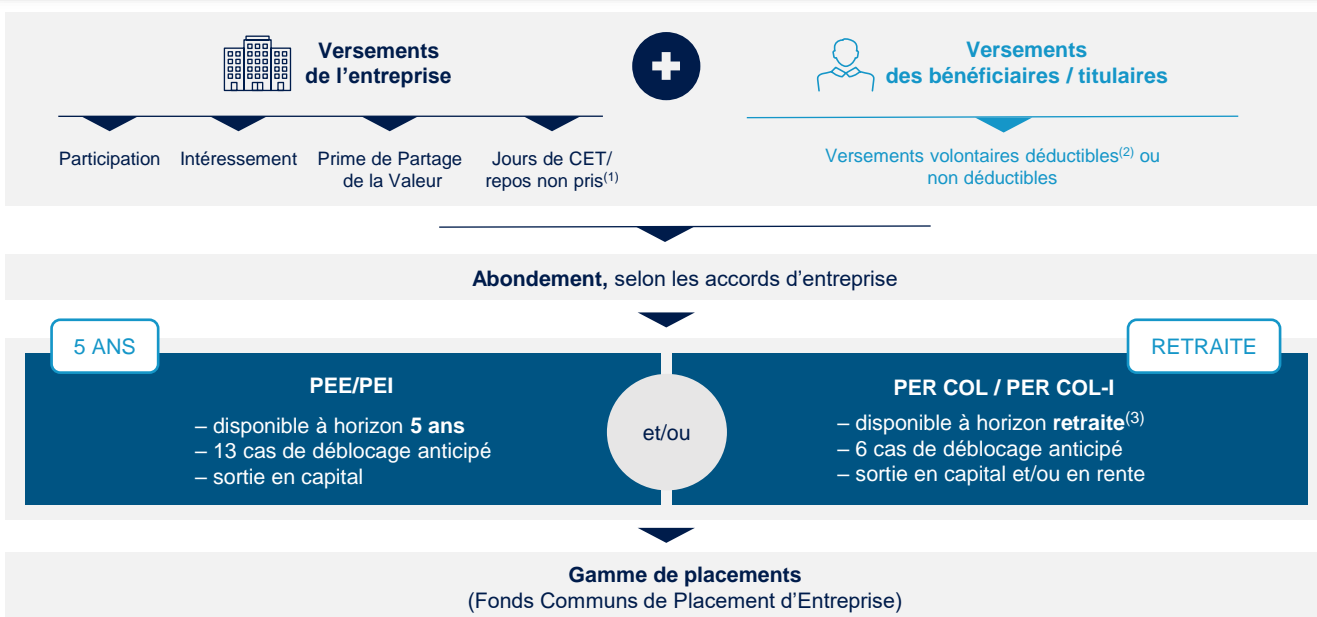 Versements
de l'entreprise
Versements
des bénéficiaires / titulaires
Participation
Intéressement
Prime de Partage
de la Valeur
Jours de CET/
repos non pris(1)
Versements volontaires déductibles(2) ou
non déductibles
Abondement, selon les accords d'entreprise
5 ANS
PEE/PEI
– disponible à horizon 5 ans
– 13 cas de déblocage anticipé
– sortie en capital
et/ou
RETRAITE
PER COL / PER COL-I
– disponible à horizon retraite(3)
– 6 cas de déblocage anticipé
– sortie en capital et/ou en rente
Gamme de placements
(Fonds Communs de Placement d'Entreprise)